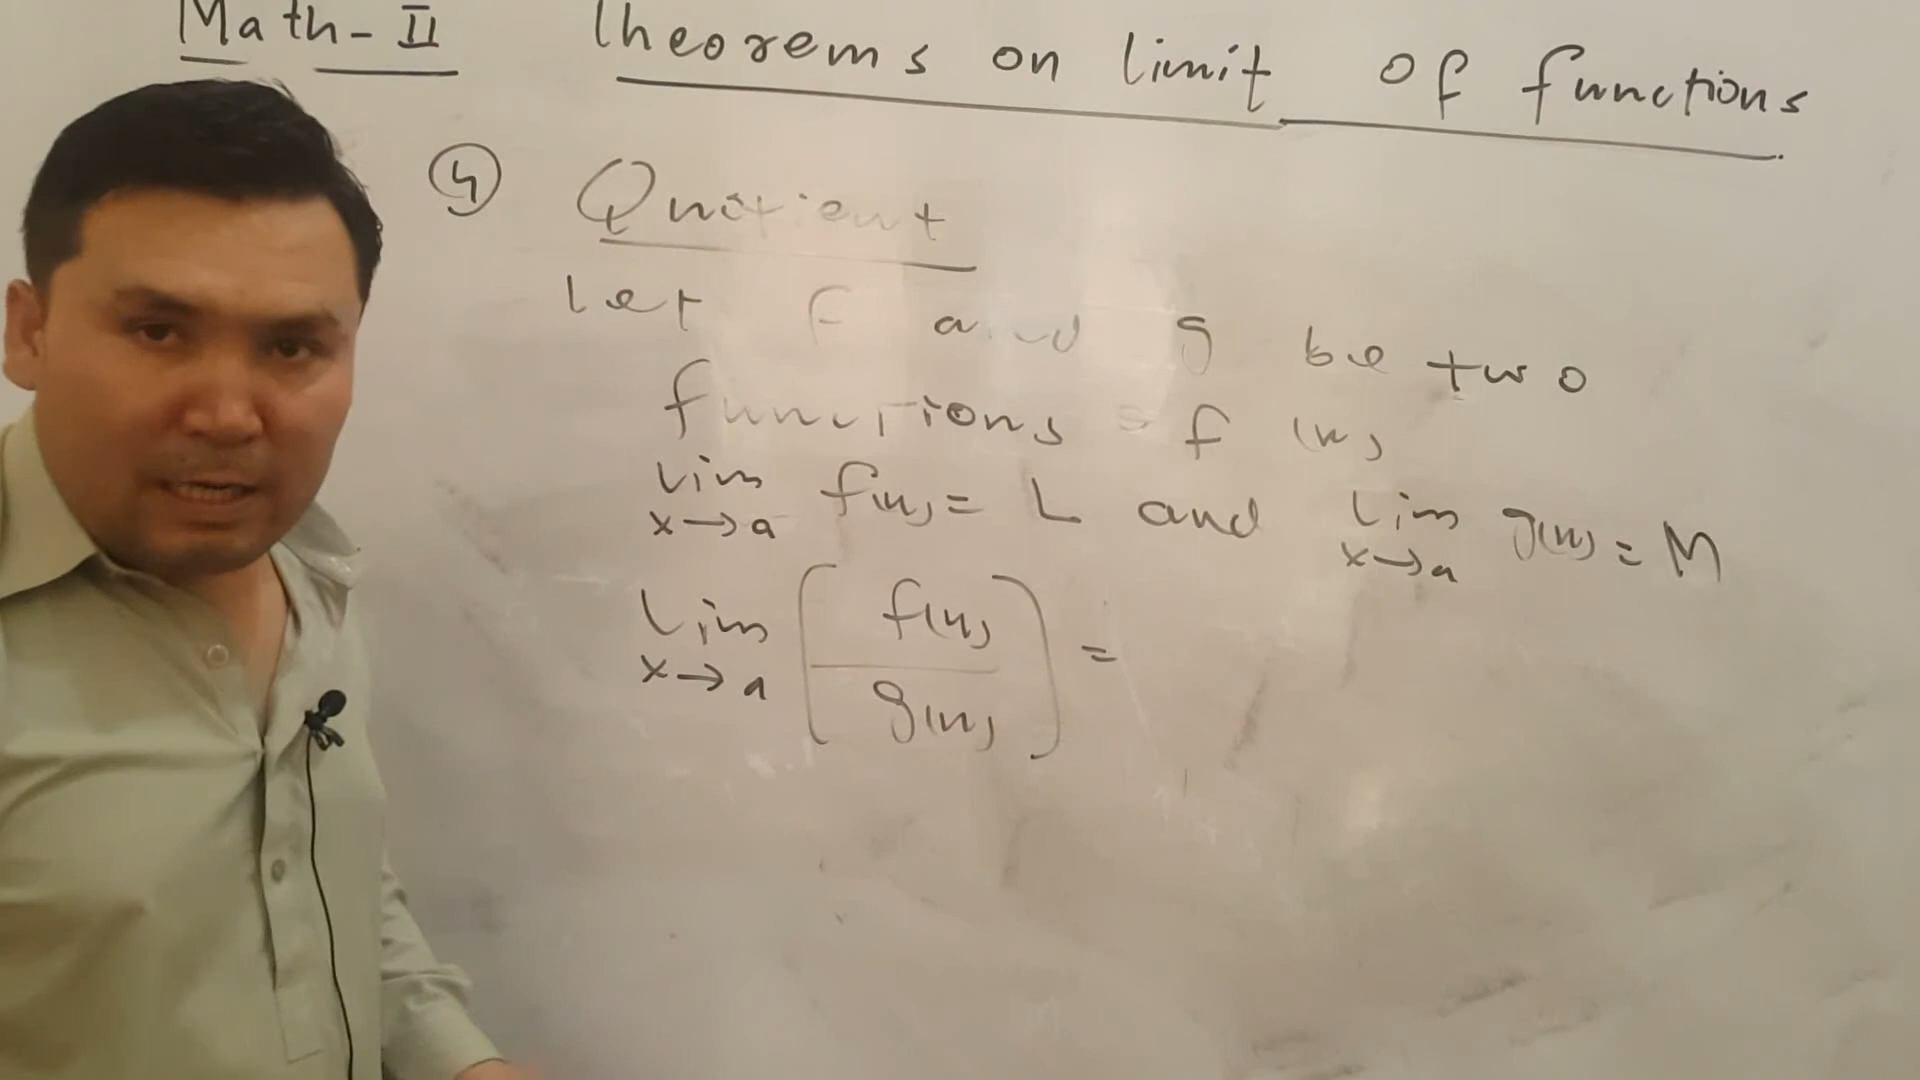 Math-II Theorems on limit of functions
④ Quotient
let f and g be two
functions of (x)
lim x→a f(x) = L and lim x→a g(x) = M
lim x→a [f(x)/g(x)] =